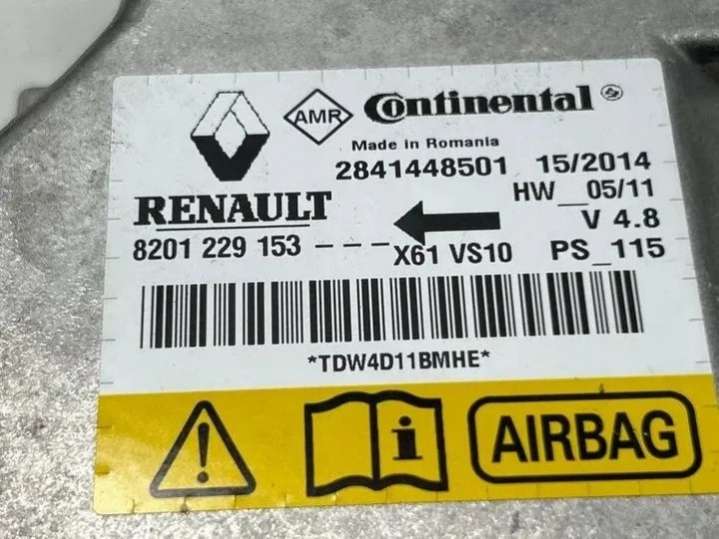 AMR Continental ®
Made in Romania
2841448501 15/2014
HW_05/11
RENAULT V 4.8
8201 229 153 --- X61 VS10 PS_115
*TDW4D11BMHE*
! i AIRBAG